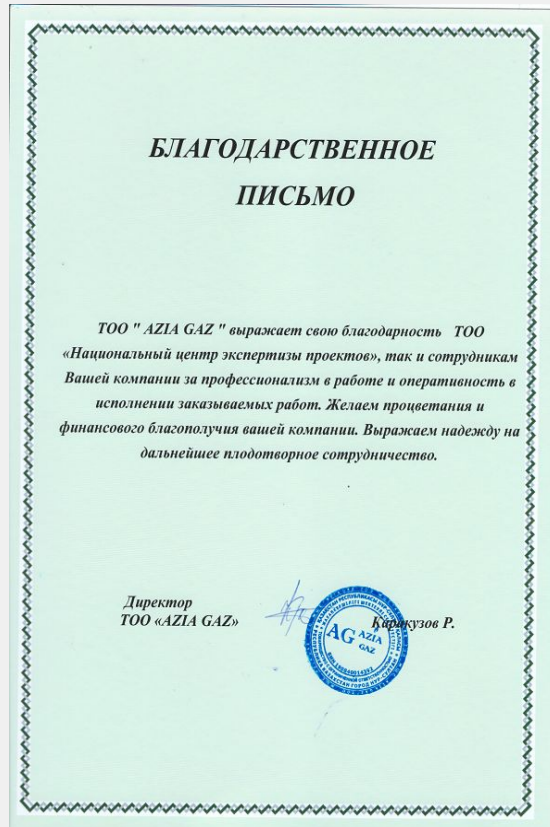 БЛАГОДАРСТВЕННОЕ
ПИСЬМО
ТОО " AZIA GAZ " выражает свою благодарность ТОО
«Национальный центр экспертизы проектов», так и сотрудникам
Вашей компании за профессионализм в работе и оперативность в
исполнении заказываемых работ. Желаем процветания и
финансового благополучия вашей компании. Выражаем надежду на
дальнейшее плодотворное сотрудничество.
Директор
ТОО «AZIA GAZ»
Каракузов Р.
AG AZIA
GAZ